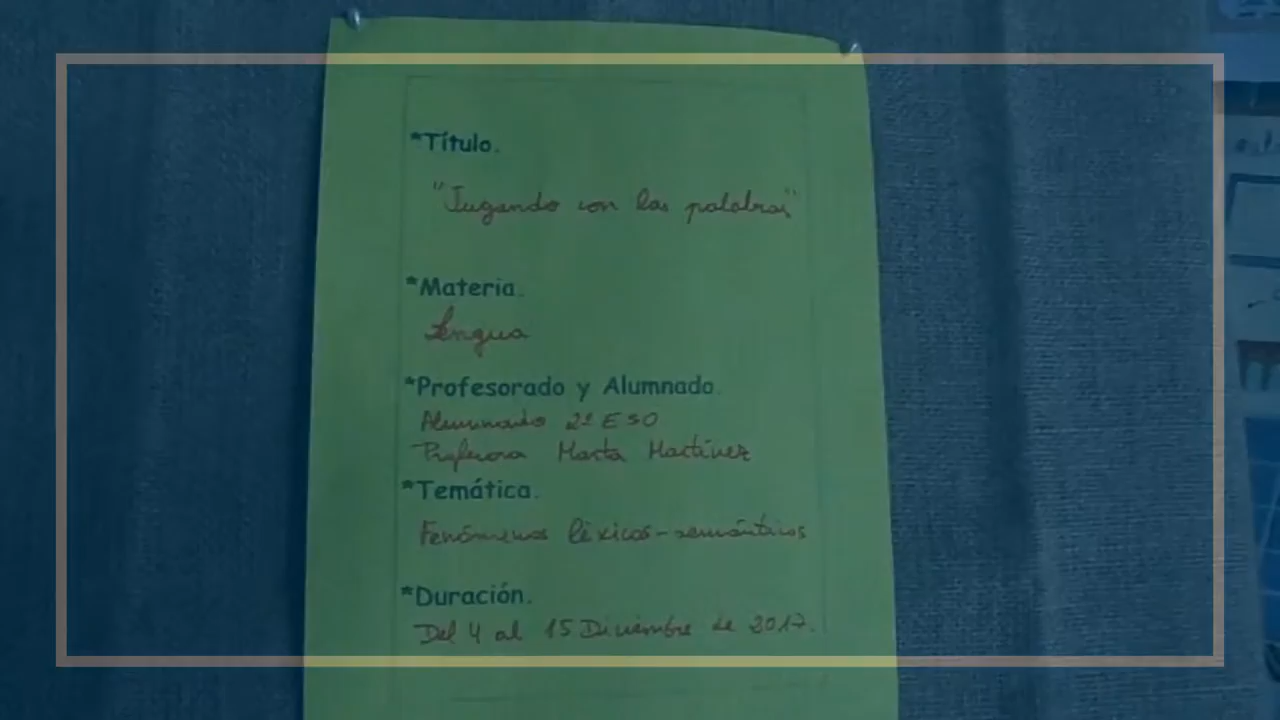 *Título.
"Jugando con las palabras"
*Materia.
Lengua
*Profesorado y Alumnado.
Alumnado 2º ESO
Profesora Marta Martínez
*Temática.
Fenómenos léxicos-semánticos
*Duración.
Del 4 al 15 Diciembre de 2017.